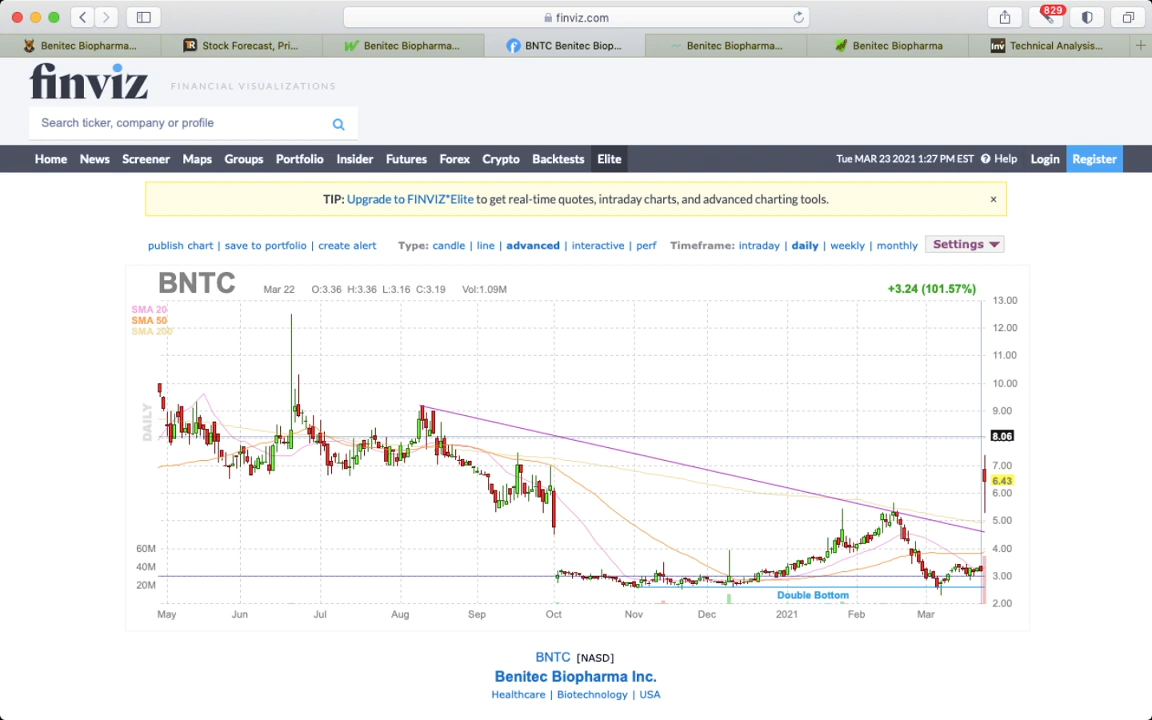 829
finviz.com
Benitec Biopharma...
Stock Forecast, Pri...
Benitec Biopharma...
BNTC Benitec Biop...
Benitec Biopharma...
Benitec Biopharma
Inv Technical Analysis...
finviz FINANCIAL VISUALIZATIONS
Search ticker, company or profile
Home News Screener Maps Groups Portfolio Insider Futures Forex Crypto Backtests Elite Tue MAR 23 2021 1:27 PM EST Help Login Register
TIP: Upgrade to FINVIZ*Elite to get real-time quotes, intraday charts, and advanced charting tools. ×
publish chart | save to portfolio | create alert Type: candle | line | advanced | interactive | perf Timeframe: intraday | daily | weekly | monthly Settings
BNTC Mar 22 O:3.36 H:3.36 L:3.16 C:3.19 Vol:1.09M +3.24 (101.57%)
SMA 20
SMA 50
SMA 200
DAILY
13.00
12.00
11.00
10.00
9.00
8.06
7.00
6.43
6.00
5.00
4.00
3.00
2.00
60M
40M
20M
Double Bottom
May Jun Jul Aug Sep Oct Nov Dec 2021 Feb Mar
BNTC [NASD]
Benitec Biopharma Inc.
Healthcare | Biotechnology | USA